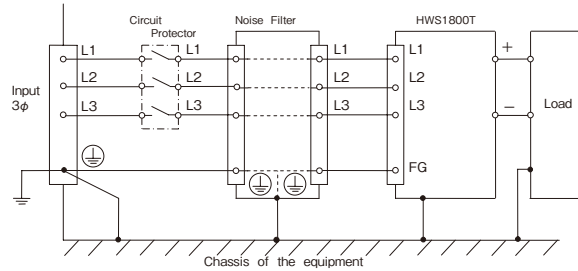 Circuit
Protector
Noise Filter
HWS1800T
L1
L1
L1
L1
+
L2
L2
L2
L2
Input
3φ
L3
L3
L3
L3
−
Load
FG
Chassis of the equipment